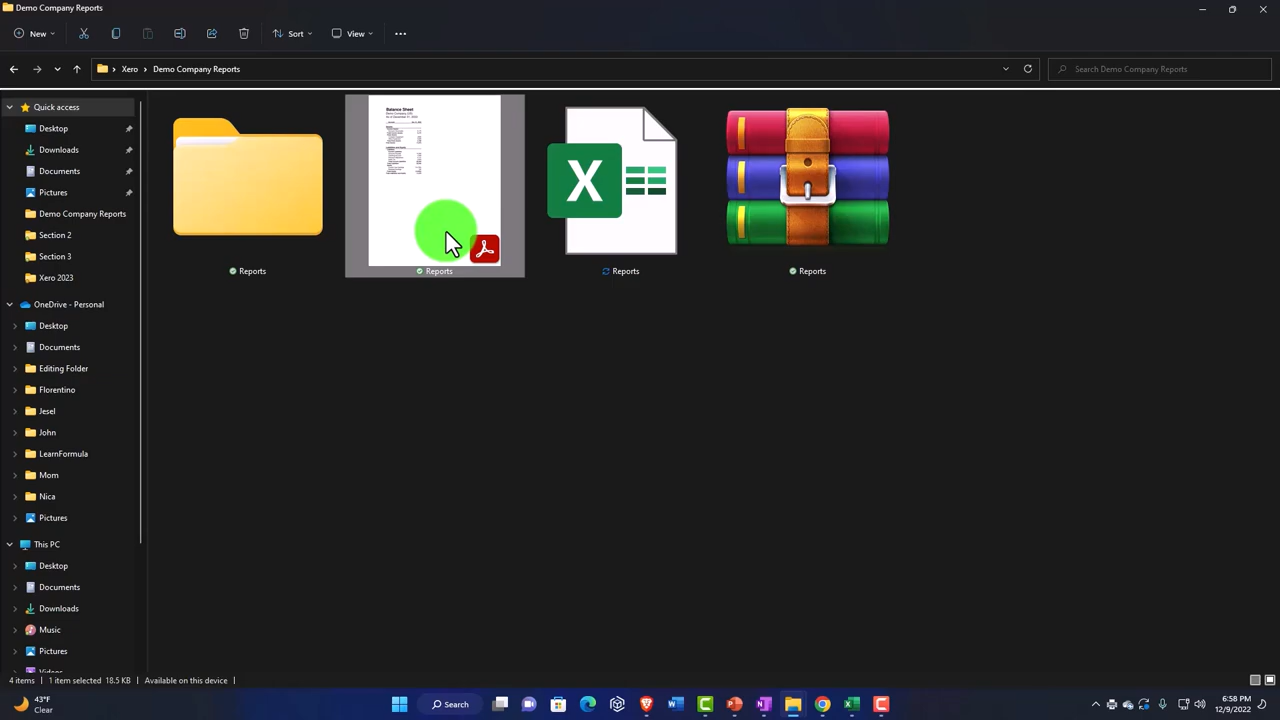 Demo Company Reports
New
Sort
View
Xero
Demo Company Reports
Search Demo Company Reports
Quick access
Desktop
Downloads
Documents
Pictures
Demo Company Reports
Section 2
Section 3
Xero 2023
OneDrive - Personal
Desktop
Documents
Editing Folder
Florentino
Jesel
John
LearnFormula
Mom
Nica
Pictures
This PC
Desktop
Documents
Downloads
Music
Pictures
Videos
Balance Sheet
Reports
Reports
Reports
Reports
4 items
1 item selected 18.5 KB
Available on this device
43°F
Clear
Search
6:58 PM
12/9/2022